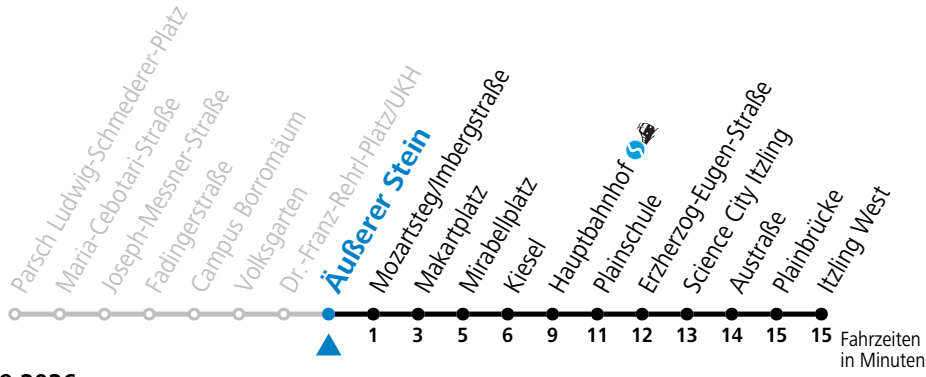 Parsch Ludwig-Schmederer-Platz
Maria-Cebotari-Straße
Joseph-Messner-Straße
Fadingerstraße
Campus Borromäum
Volksgarten
Dr.-Franz-Rehrl-Platz/UKH
Äußerer Stein
Mozartsteg/Imbergstraße
Makartplatz
Mirabellplatz
Kiesel
Hauptbahnhof
Plainschule
Erzherzog-Eugen-Straße
Science City Itzling
Austraße
Plainbrücke
Itzling West
1 3 5 6 9 11 12 13 14 15 15 Fahrzeiten
in Minuten